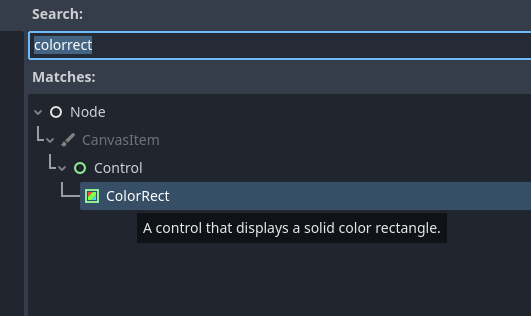 Search:
colorrect
Matches:
Node
CanvasItem
Control
ColorRect
A control that displays a solid color rectangle.